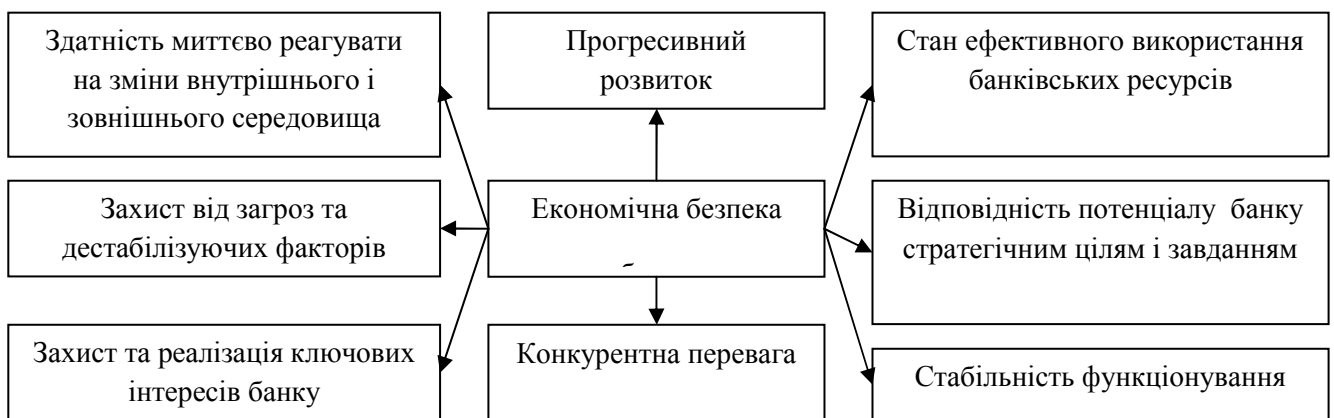 Здатність миттєво реагувати
на зміни внутрішнього і
зовнішнього середовища
Прогресивний
розвиток
Стан ефективного використання
банківських ресурсів
Захист від загроз та
дестабілізуючих факторів
Економічна безпека
Відповідність потенціалу банку
стратегічним цілям і завданням
Захист та реалізація ключових
інтересів банку
Конкурентна перевага
Стабільність функціонування